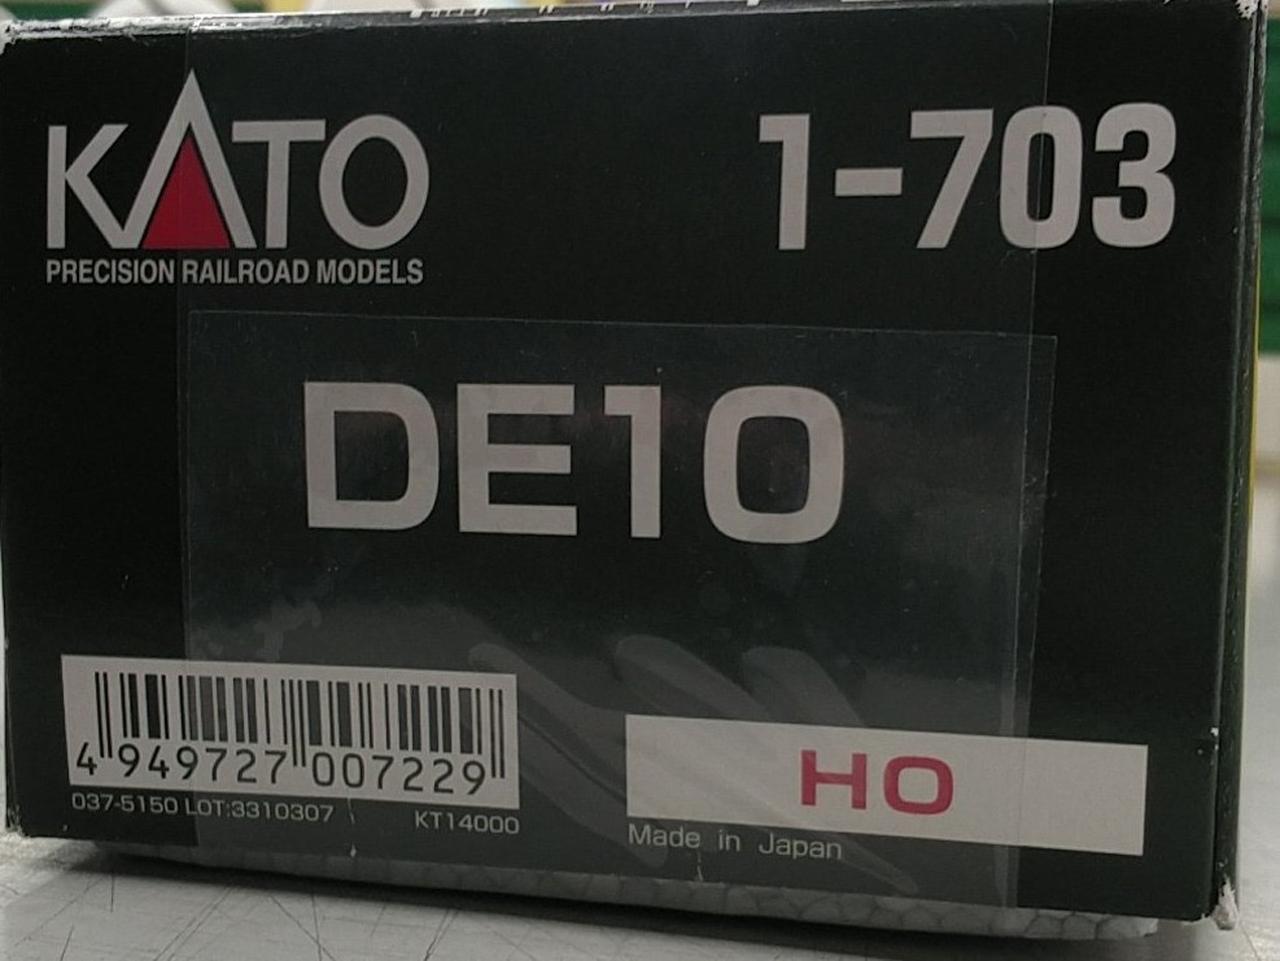 KATO
1-703
PRECISION RAILROAD MODELS
DE10
4 949727 007229
037-5150 LOT:3310307
KT14000
HO
Made in Japan